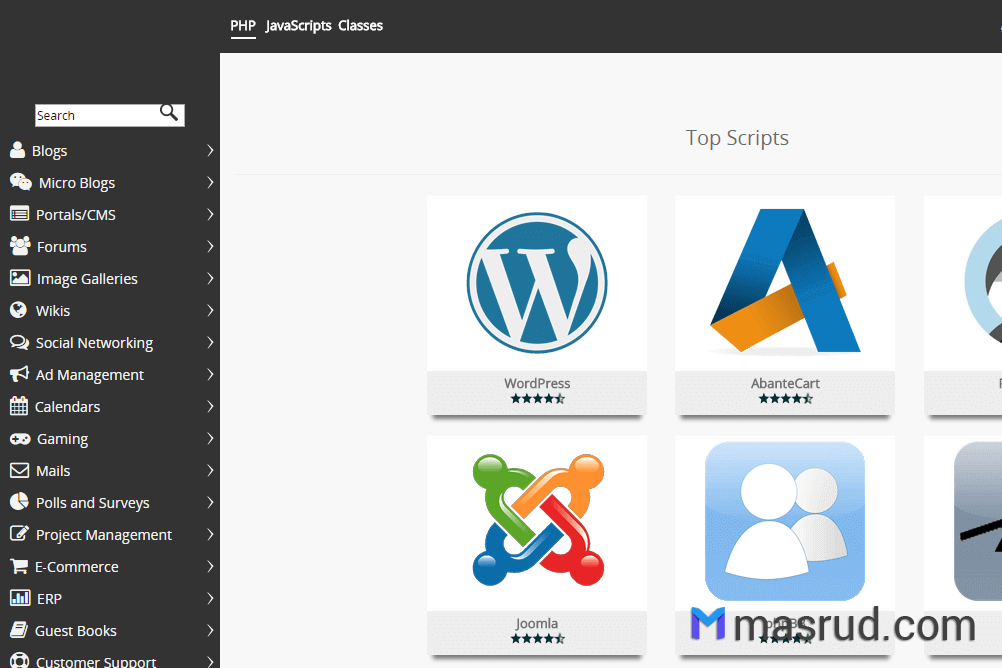 PHP JavaScripts Classes
Search
Blogs
Micro Blogs
Portals/CMS
Forums
Image Galleries
Wikis
Social Networking
Ad Management
Calendars
Gaming
Mails
Polls and Surveys
Project Management
E-Commerce
ERP
Guest Books
Customer Support
Top Scripts
WordPress
AbanteCart
Joomla
masrud.com